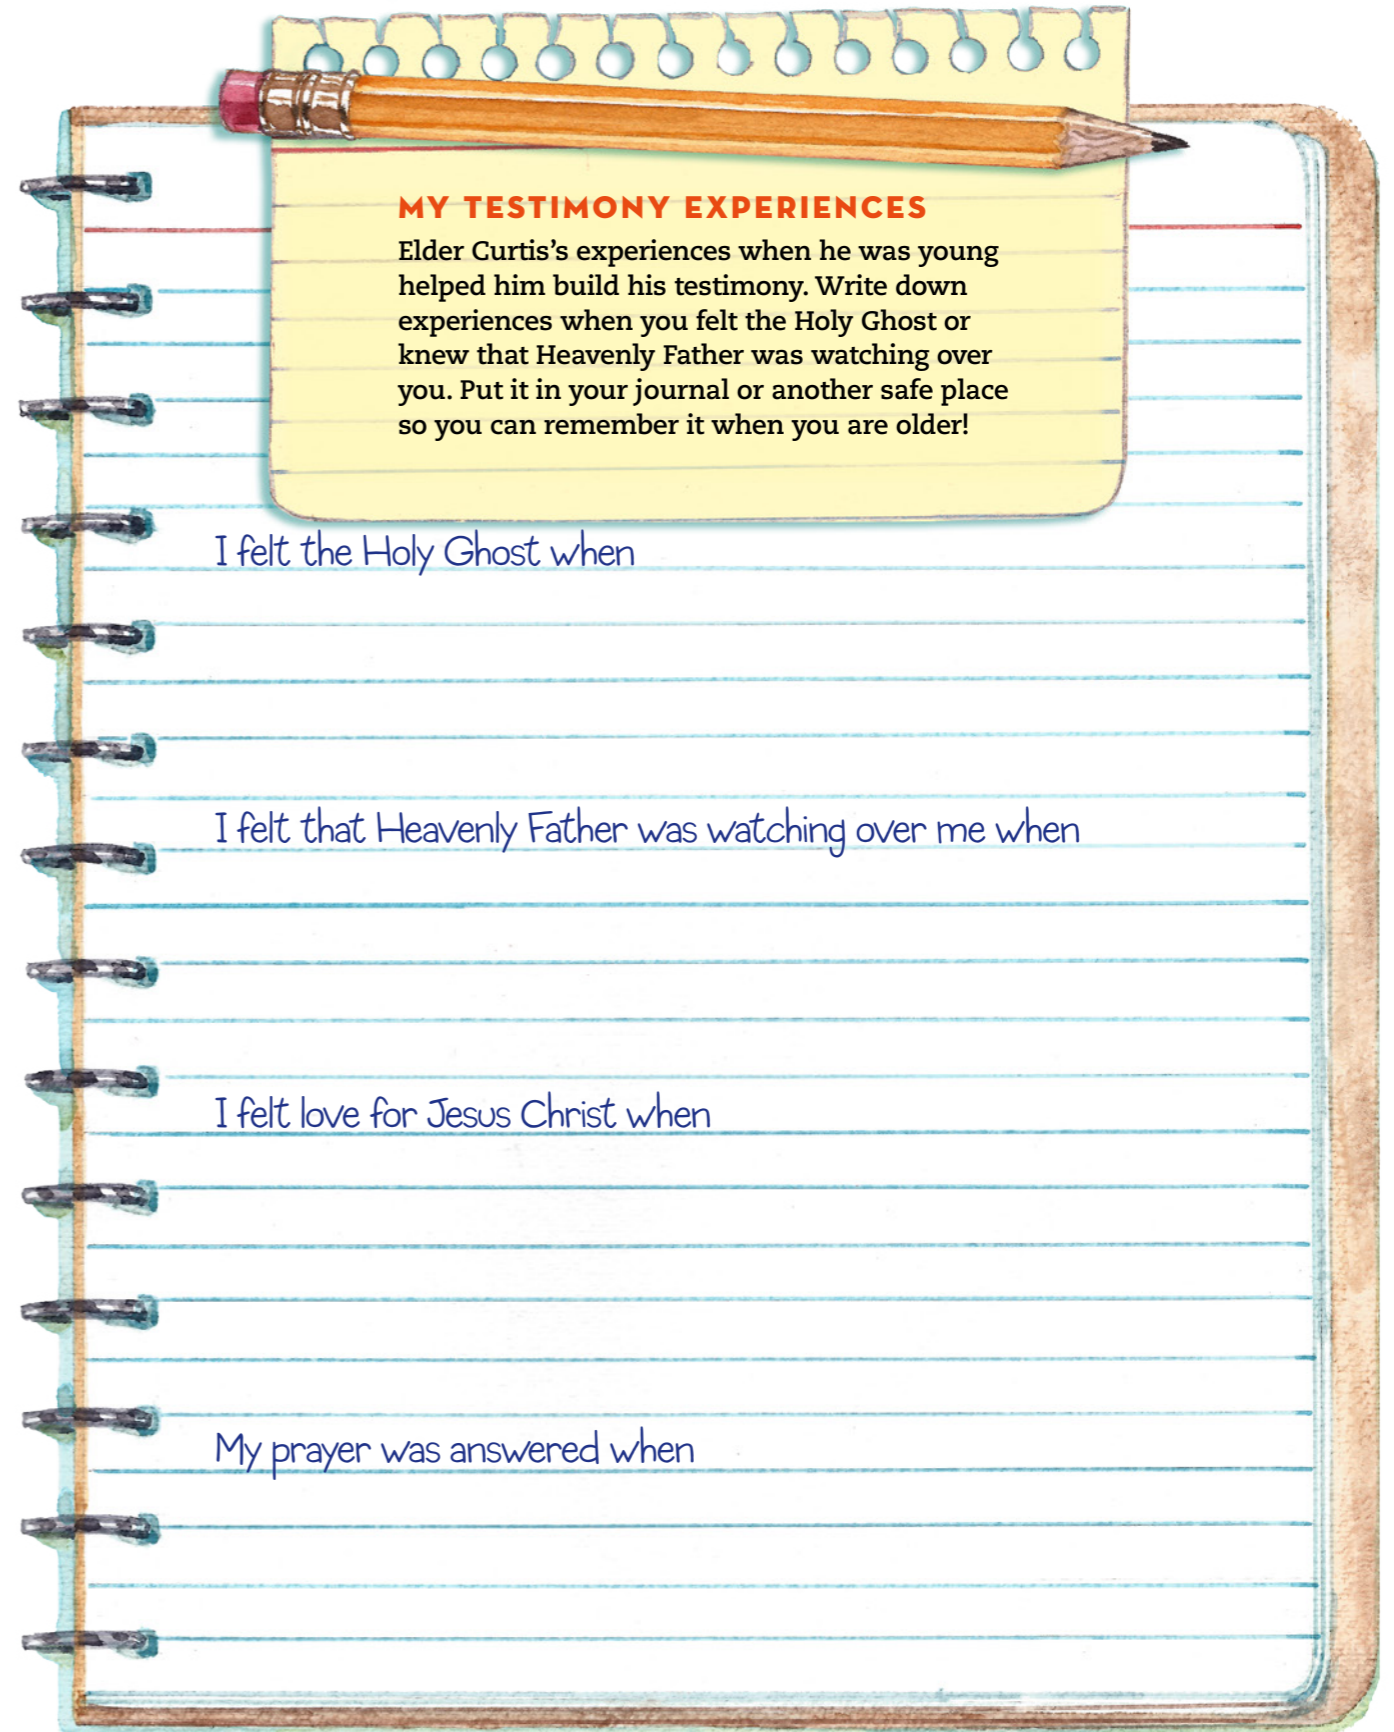 MY TESTIMONY EXPERIENCES
Elder Curtis's experiences when he was young
helped him build his testimony. Write down
experiences when you felt the Holy Ghost or
knew that Heavenly Father was watching over
you. Put it in your journal or another safe place
so you can remember it when you are older!
I felt the Holy Ghost when
I felt that Heavenly Father was watching over me when
I felt love for Jesus Christ when
My prayer was answered when